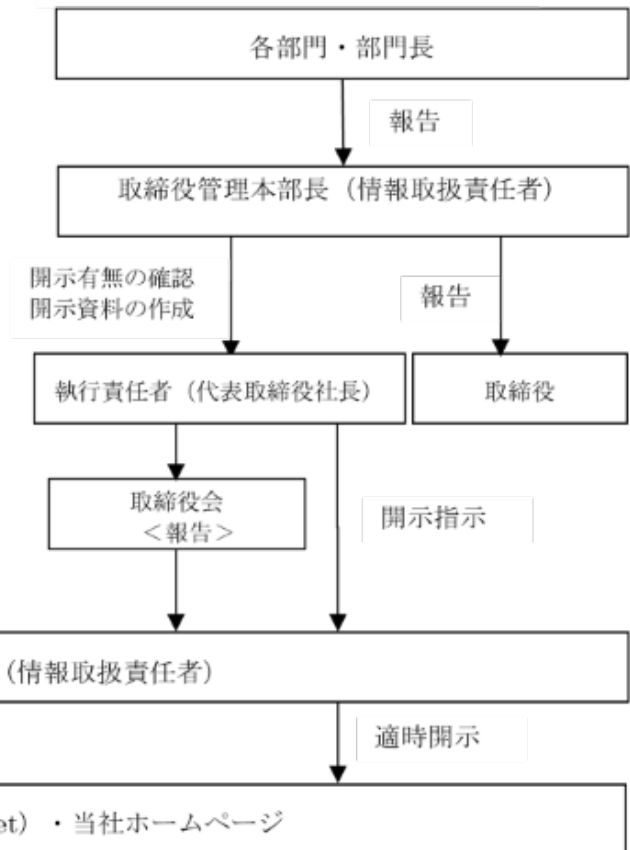 各部門・部門長
報告
取締役管理本部長（情報取扱責任者）
開示有無の確認
開示資料の作成
報告
執行責任者（代表取締役社長）
取締役
取締役会
＜報告＞
開示指示
（情報取扱責任者）
適時開示
et）・当社ホームページ